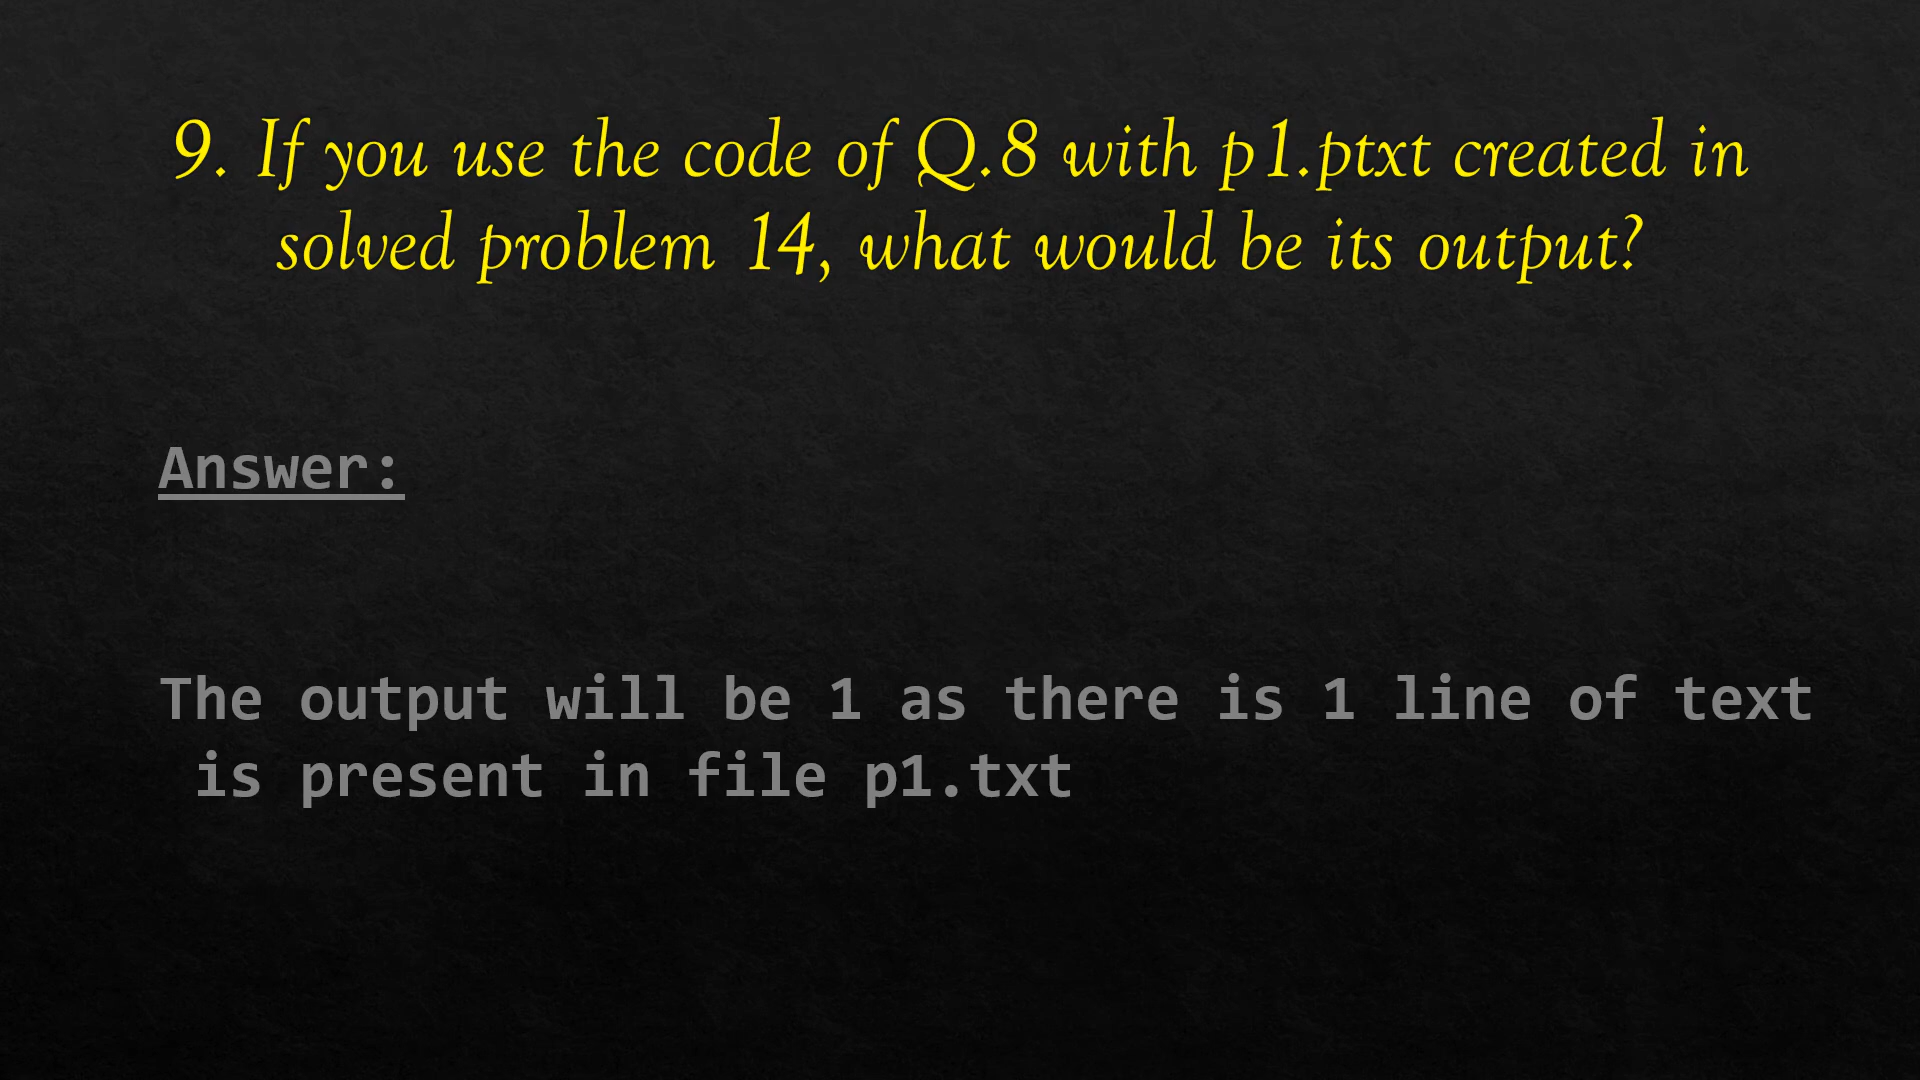 9. If you use the code of Q.8 with p1.ptxt created in
solved problem 14, what would be its output?
Answer:
The output will be 1 as there is 1 line of text
is present in file p1.txt